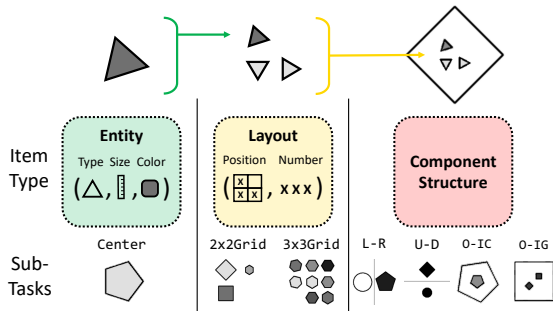 Item Type
Entity
Type Size Color
( , , )
Layout
Position Number
(x x , x x x)
Component Structure
Sub-Tasks
Center
2x2Grid
3x3Grid
L-R
U-D
O-IC
O-IG